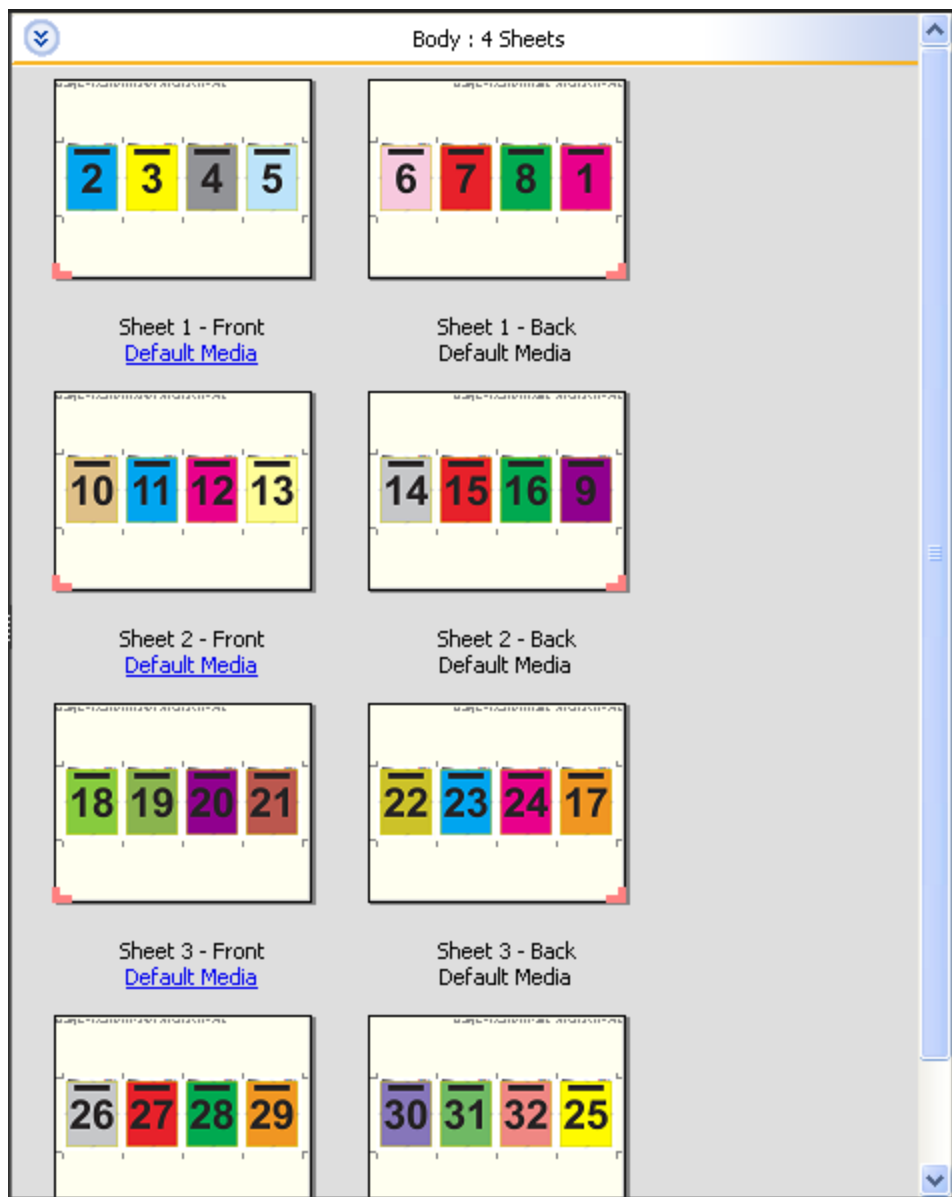 Body : 4 Sheets
2 3 4 5
6 7 8 1
Sheet 1 - Front
Default Media
Sheet 1 - Back
Default Media
10 11 12 13
14 15 16 9
Sheet 2 - Front
Default Media
Sheet 2 - Back
Default Media
18 19 20 21
22 23 24 17
Sheet 3 - Front
Default Media
Sheet 3 - Back
Default Media
26 27 28 29
30 31 32 25